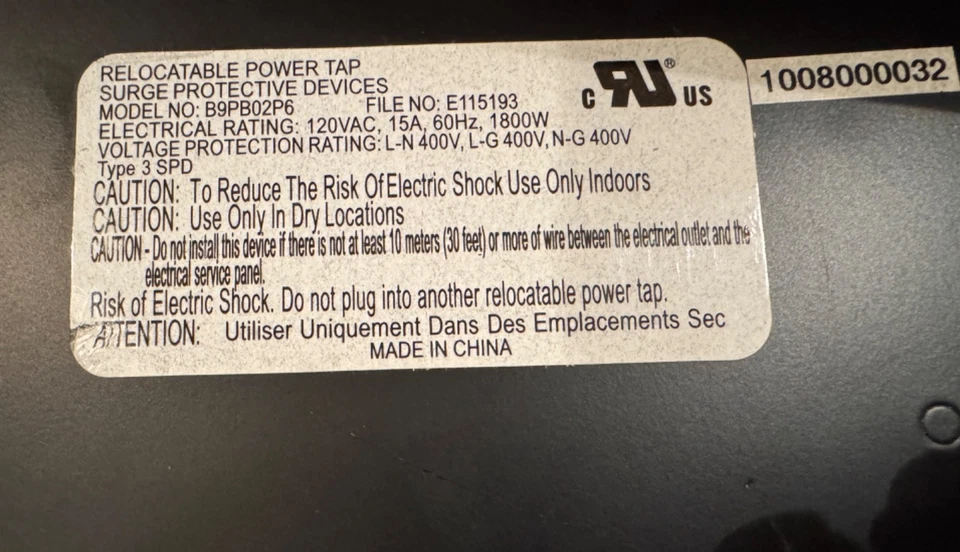 RELOCATABLE POWER TAP
SURGE PROTECTIVE DEVICES
MODEL NO: B9PB02P6 FILE NO: E115193
ELECTRICAL RATING: 120VAC, 15A, 60Hz, 1800W
VOLTAGE PROTECTION RATING: L-N 400V, L-G 400V, N-G 400V
Type 3 SPD
CAUTION: To Reduce The Risk Of Electric Shock Use Only Indoors
CAUTION: Use Only In Dry Locations
CAUTION - Do not install this device if there is not at least 10 meters (30 feet) or more of wire between the electrical outlet and the
electrical service panel.
Risk of Electric Shock. Do not plug into another relocatable power tap.
ATTENTION: Utiliser Uniquement Dans Des Emplacements Sec
MADE IN CHINA
c RU® US
1008000032